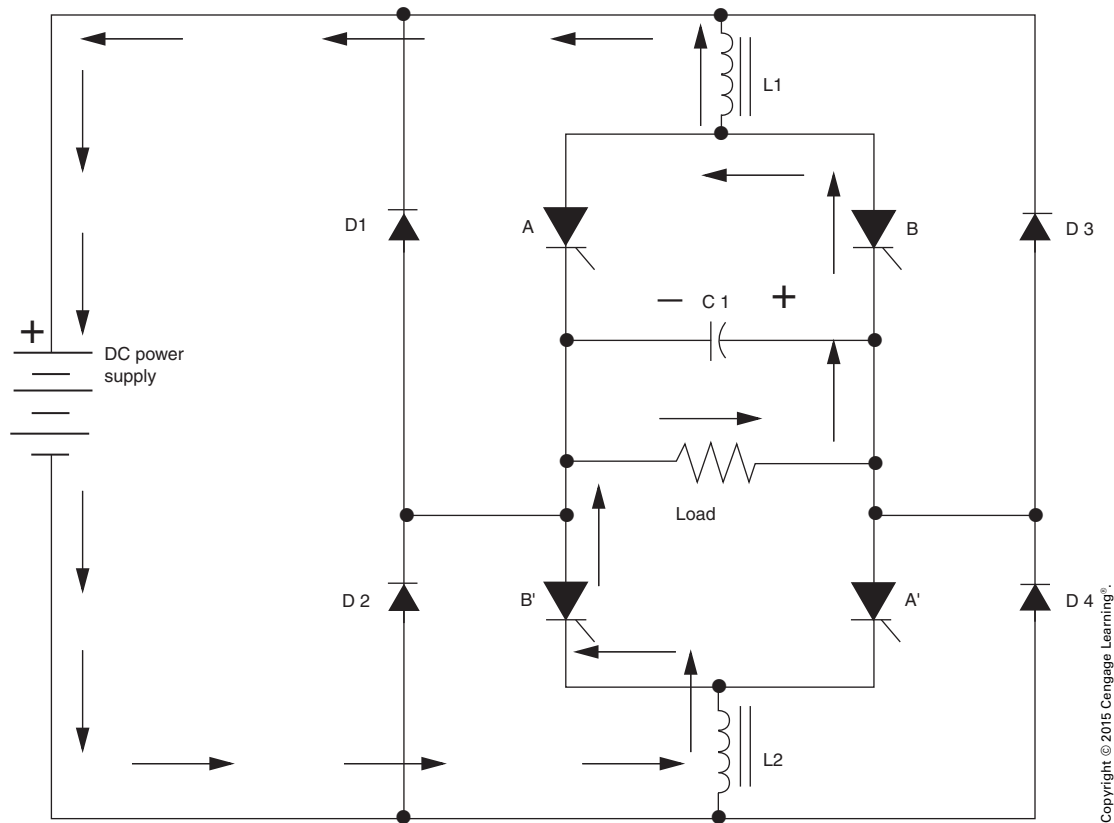 L1
D1
A
B
D 3
− C 1 +
+
DC power
supply
Load
D 2
B'
A'
D 4
L2
Copyright © 2015 Cengage Learning®.